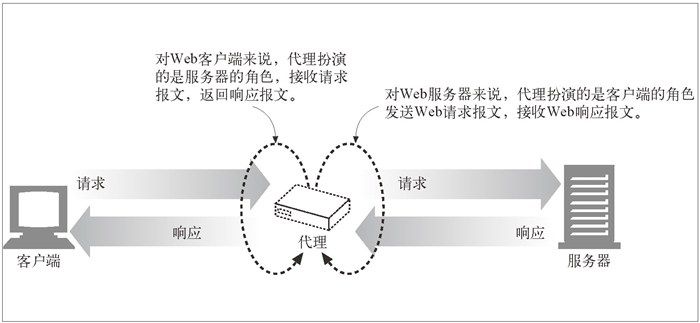 对Web客户端来说，代理扮演
的是服务器的角色，接收请求
报文，返回响应报文。
对Web服务器来说，代理扮演的是客户端的角色
发送Web请求报文，接收Web响应报文。
请求
请求
响应
响应
代理
客户端
服务器